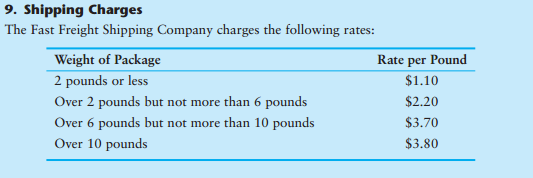 9. Shipping Charges
The Fast Freight Shipping Company charges the following rates:
Weight of Package Rate per Pound
2 pounds or less $1.10
Over 2 pounds but not more than 6 pounds $2.20
Over 6 pounds but not more than 10 pounds $3.70
Over 10 pounds $3.80